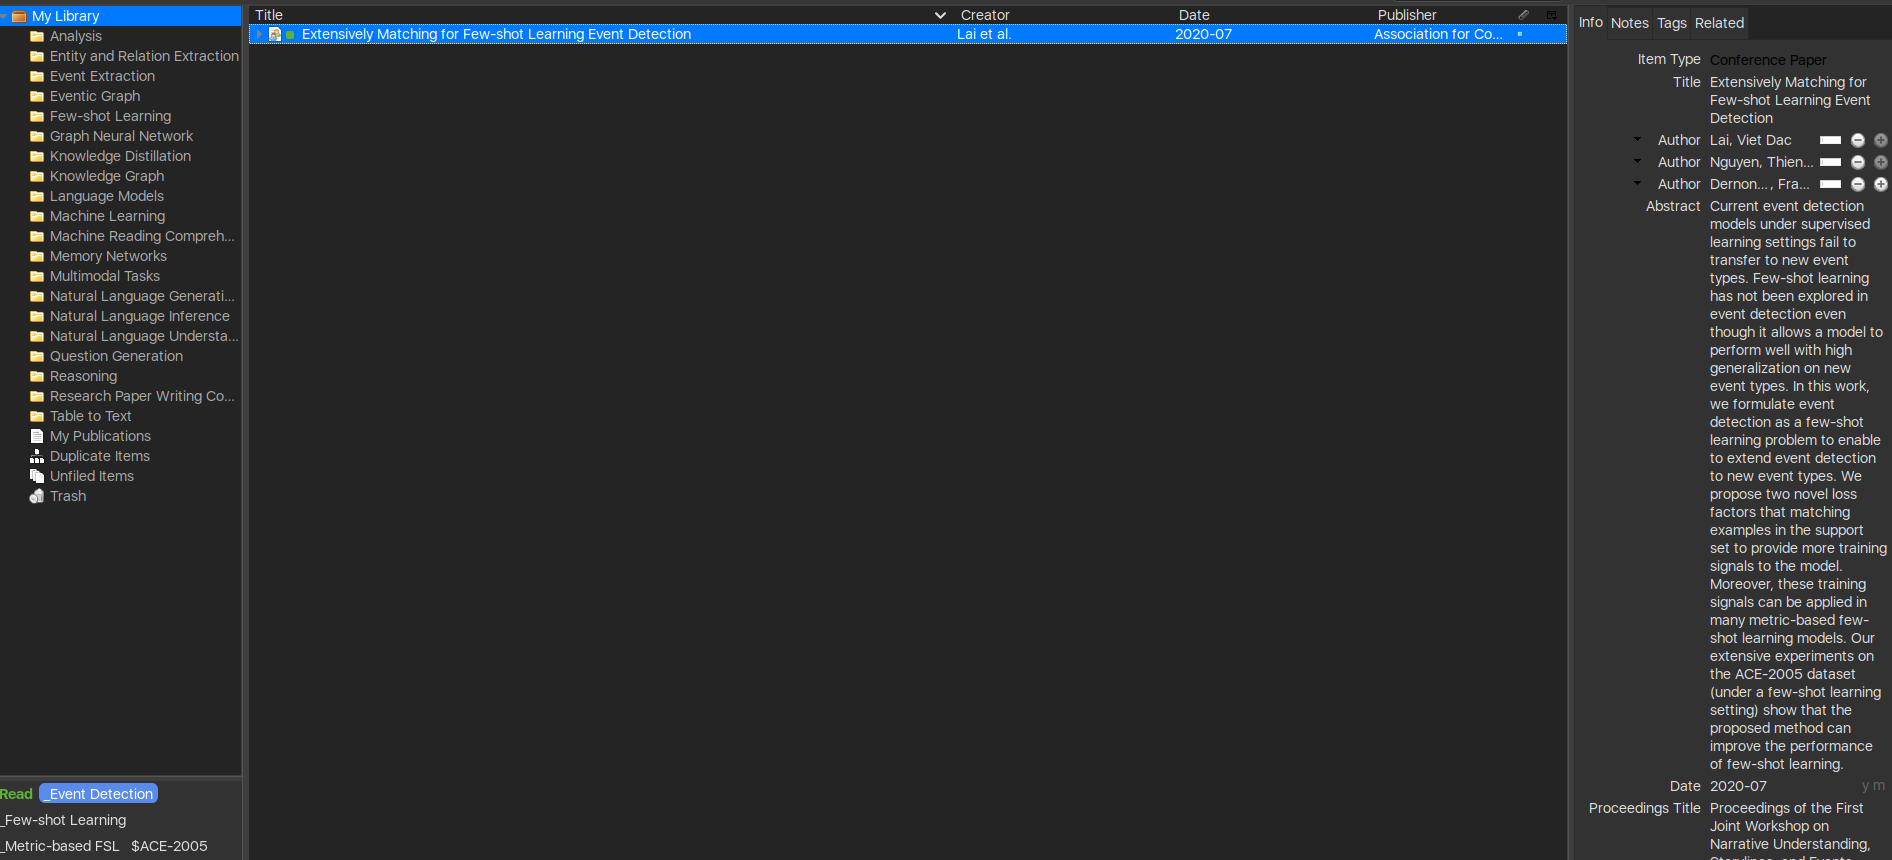 My Library
Analysis
Entity and Relation Extraction
Event Extraction
Eventic Graph
Few-shot Learning
Graph Neural Network
Knowledge Distillation
Knowledge Graph
Language Models
Machine Learning
Machine Reading Compreh...
Memory Networks
Multimodal Tasks
Natural Language Generati...
Natural Language Inference
Natural Language Understa...
Question Generation
Reasoning
Research Paper Writing Co...
Table to Text
My Publications
Duplicate Items
Unfiled Items
Trash
Read _Event Detection
_Few-shot Learning
_Metric-based FSL $ACE-2005
Title Creator Date Publisher
Extensively Matching for Few-shot Learning Event Detection Lai et al. 2020-07 Association for Co...
Info Notes Tags Related
Item Type Conference Paper
Title Extensively Matching for
Few-shot Learning Event
Detection
Author Lai, Viet Dac
Author Nguyen, Thien...
Author Dernon... , Fra...
Abstract Current event detection
models under supervised
learning settings fail to
transfer to new event
types. Few-shot learning
has not been explored in
event detection even
though it allows a model to
perform well with high
generalization on new
event types. In this work,
we formulate event
detection as a few-shot
learning problem to enable
to extend event detection
to new event types. We
propose two novel loss
factors that matching
examples in the support
set to provide more training
signals to the model.
Moreover, these training
signals can be applied in
many metric-based few-
shot learning models. Our
extensive experiments on
the ACE-2005 dataset
(under a few-shot learning
setting) show that the
proposed method can
improve the performance
of few-shot learning.
Date 2020-07 y m
Proceedings Title Proceedings of the First
Joint Workshop on
Narrative Understanding,
Storylines, and Events